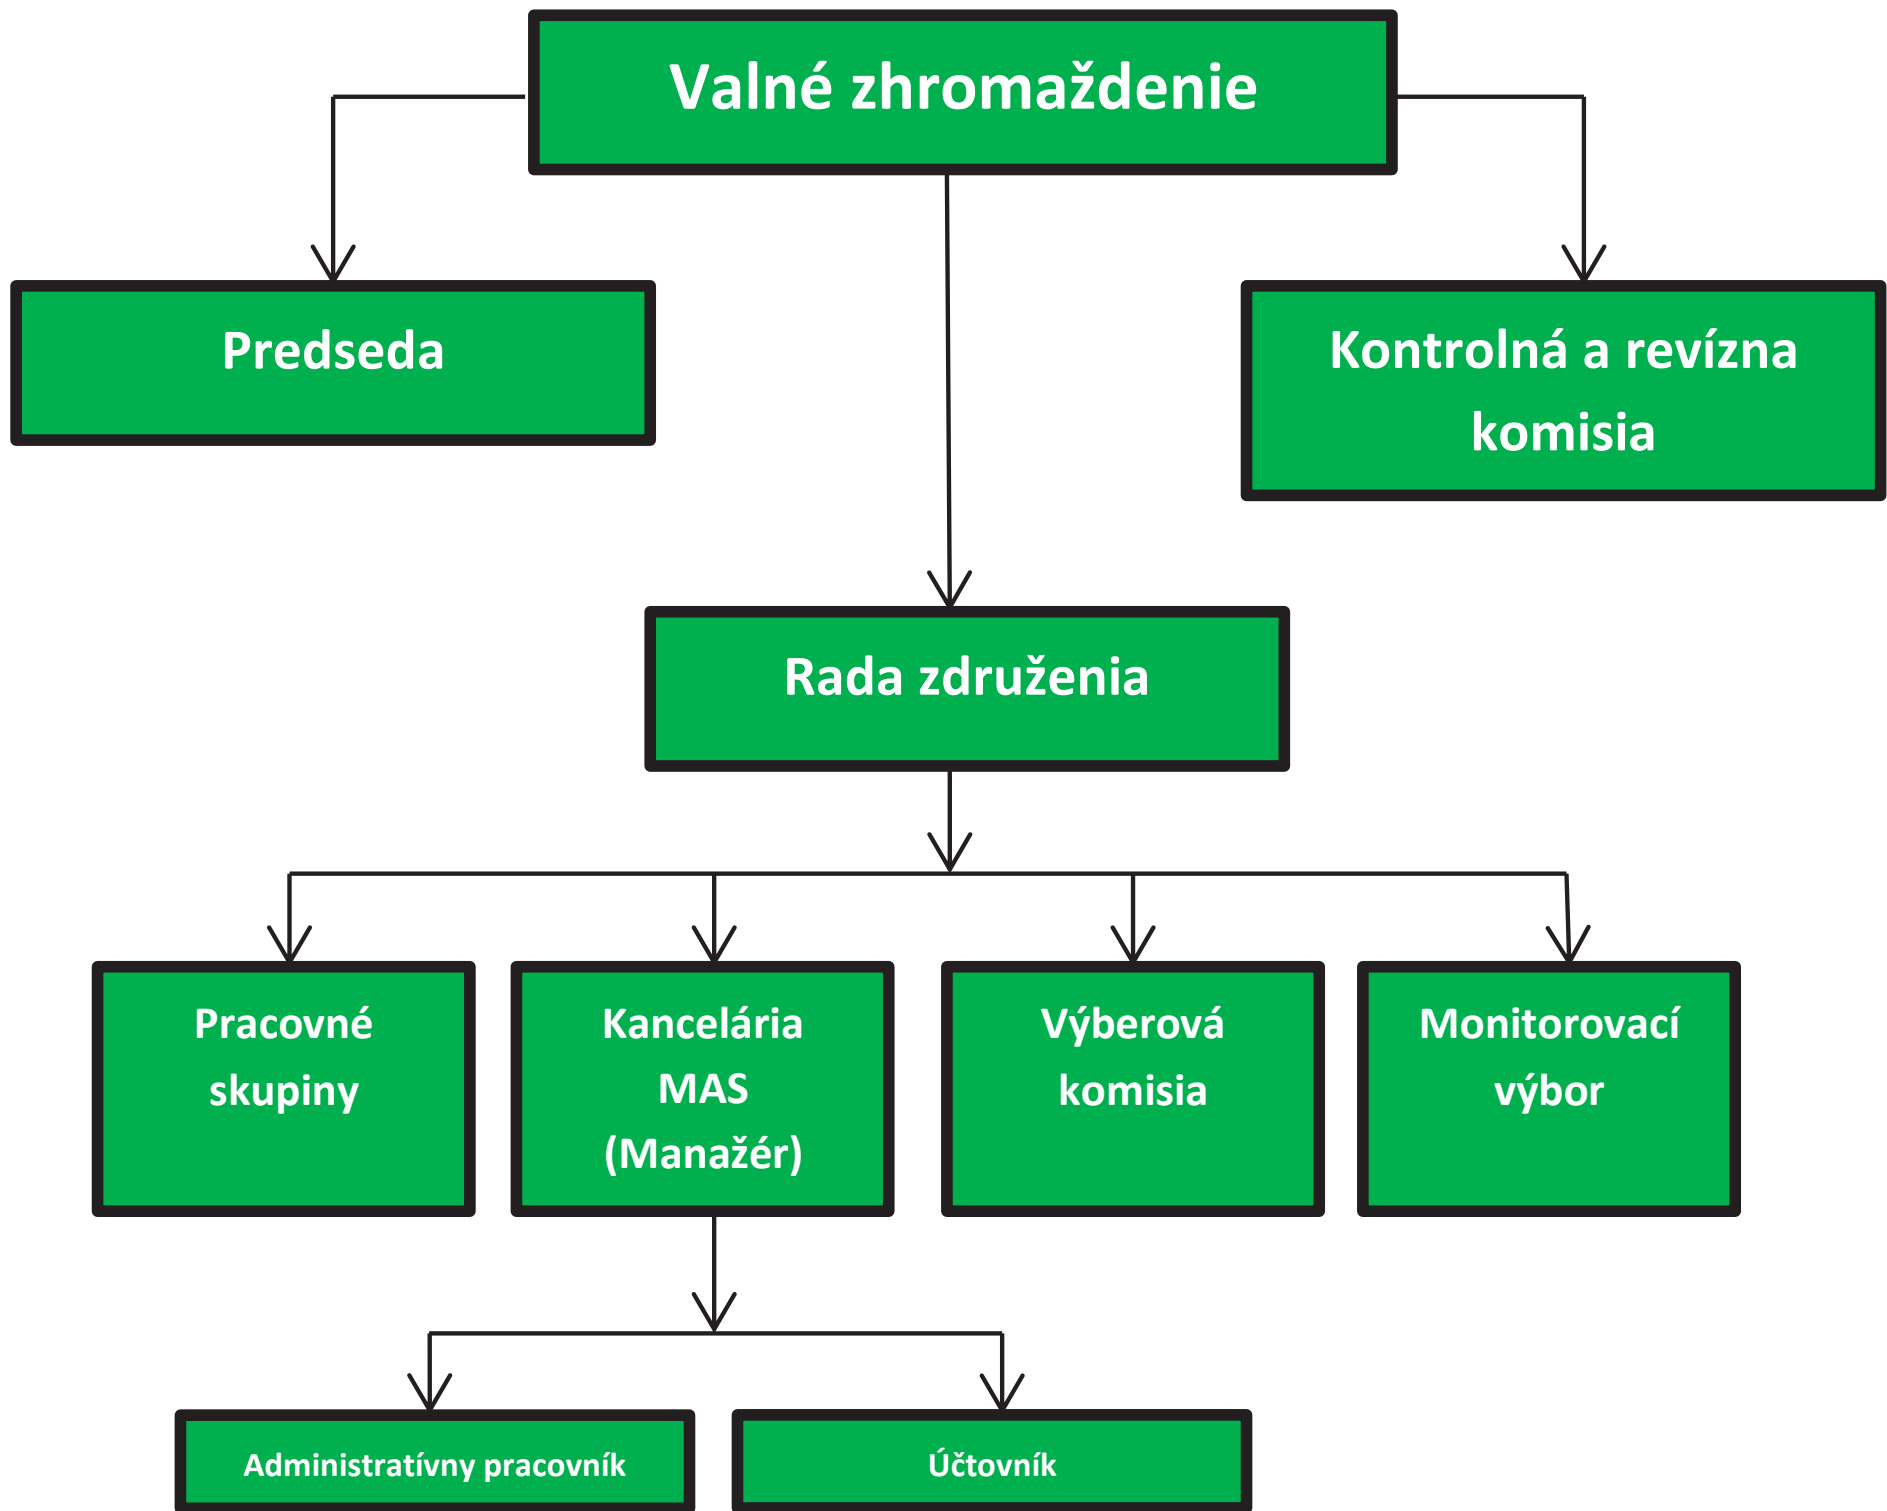 Valné zhromaždenie
Predseda
Kontrolná a revízna
komisia
Rada združenia
Pracovné
skupiny
Kancelária
MAS
(Manažér)
Výberová
komisia
Monitorovací
výbor
Administratívny pracovník
Účtovník